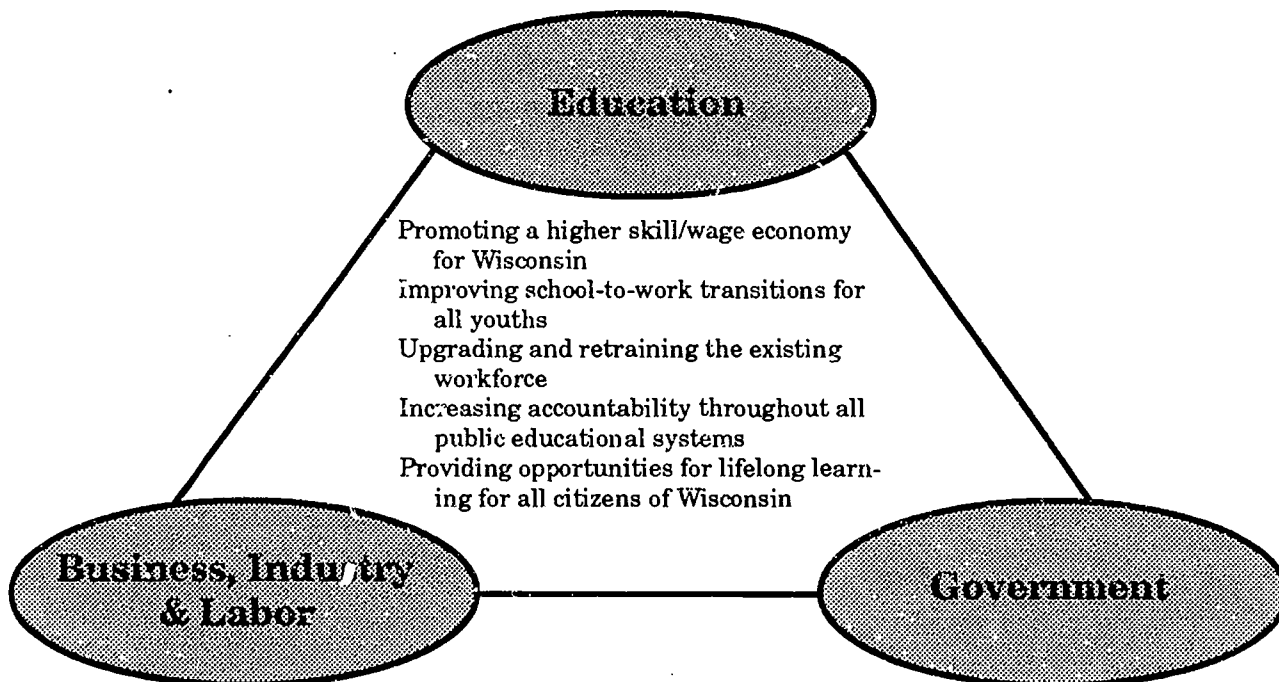 Education
Promoting a higher skill/wage economy
for Wisconsin
Improving school-to-work transitions for
all youths
Upgrading and retraining the existing
workforce
Increasing accountability throughout all
public educational systems
Providing opportunities for lifelong learn-
ing for all citizens of Wisconsin
Business, Industry
& Labor
Government